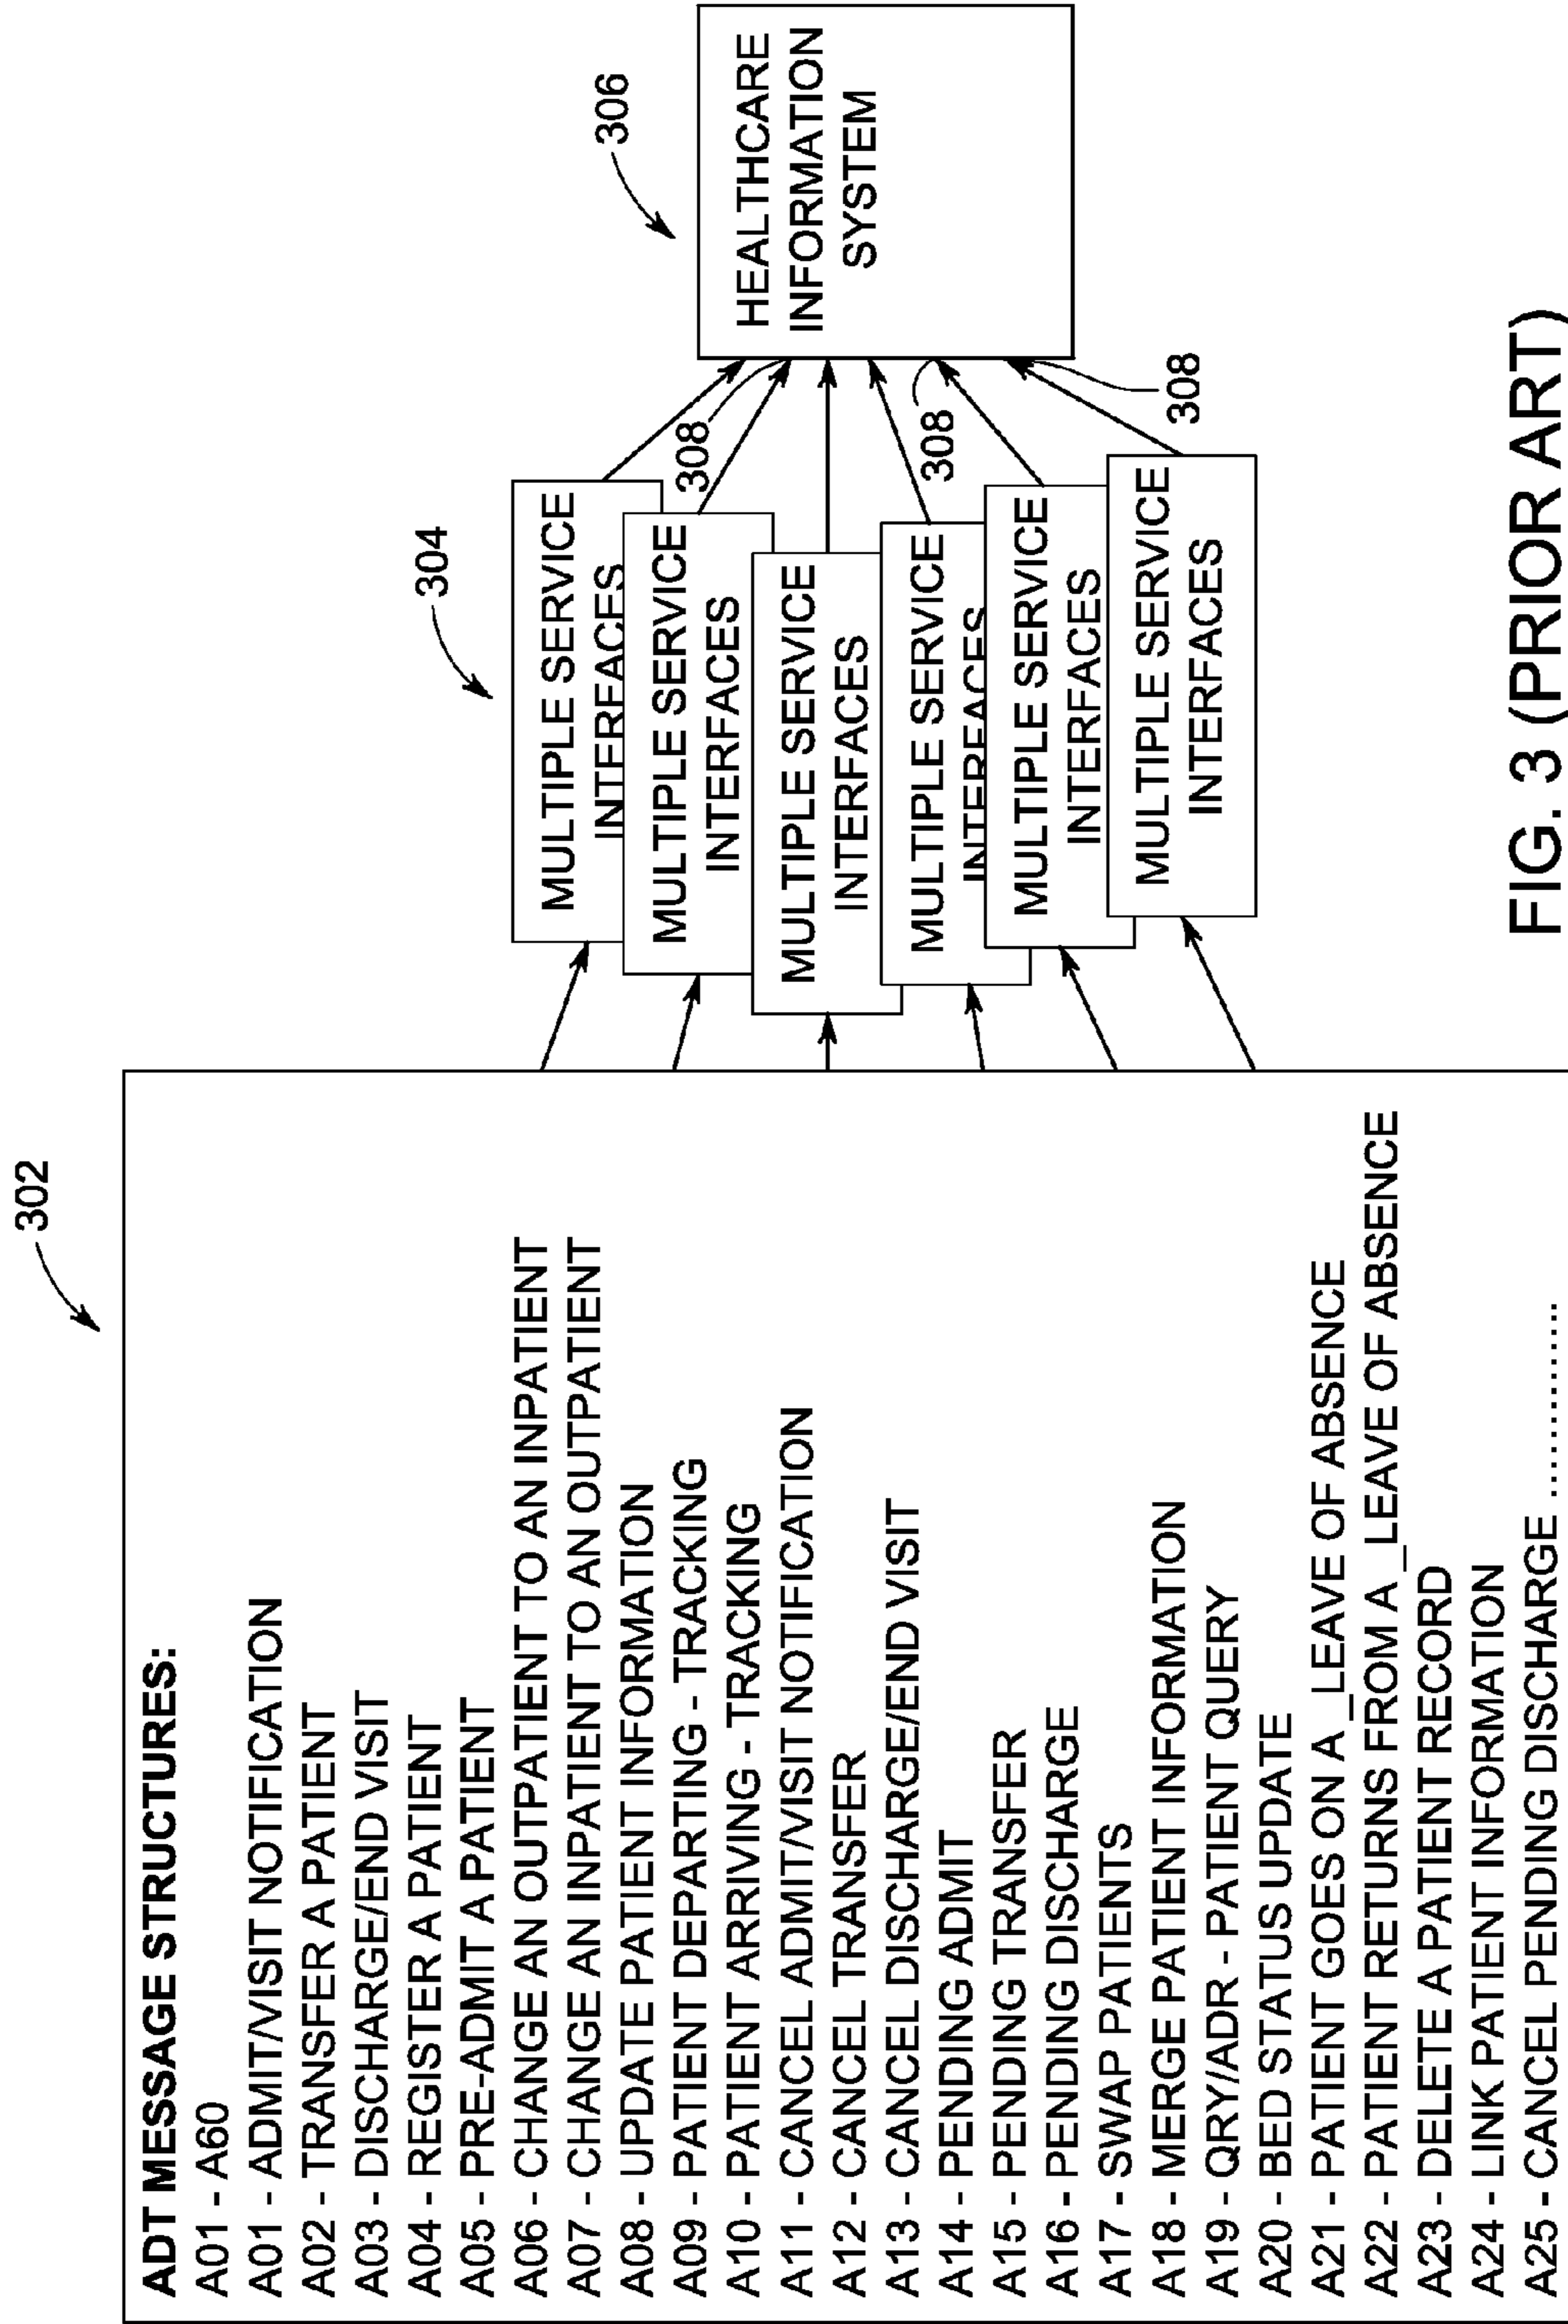 302
ADT MESSAGE STRUCTURES:
A01 - A60
A01 - ADMIT/VISIT NOTIFICATION
A02 - TRANSFER A PATIENT
A03 - DISCHARGE/END VISIT
A04 - REGISTER A PATIENT
A05 - PRE-ADMIT A PATIENT
A06 - CHANGE AN OUTPATIENT TO AN INPATIENT
A07 - CHANGE AN INPATIENT TO AN OUTPATIENT
A08 - UPDATE PATIENT INFORMATION
A09 - PATIENT DEPARTING - TRACKING
A10 - PATIENT ARRIVING - TRACKING
A11 - CANCEL ADMIT/VISIT NOTIFICATION
A12 - CANCEL TRANSFER
A13 - CANCEL DISCHARGE/END VISIT
A14 - PENDING ADMIT
A15 - PENDING TRANSFER
A16 - PENDING DISCHARGE
A17 - SWAP PATIENTS
A18 - MERGE PATIENT INFORMATION
A19 - QRY/ADR - PATIENT QUERY
A20 - BED STATUS UPDATE
A21 - PATIENT GOES ON A _LEAVE OF ABSENCE
A22 - PATIENT RETURNS FROM A _LEAVE OF ABSENCE
A23 - DELETE A PATIENT RECORD
A24 - LINK PATIENT INFORMATION
A25 - CANCEL PENDING DISCHARGE ..............
304
MULTIPLE SERVICE
INTERFACES
MULTIPLE SERVICE
INTERFACES
MULTIPLE SERVICE
INTERFACES
MULTIPLE SERVICE
INTERFACES
MULTIPLE SERVICE
INTERFACES
MULTIPLE SERVICE
INTERFACES
308
308
308
306
HEALTHCARE
INFORMATION
SYSTEM
FIG. 3 (PRIOR ART)